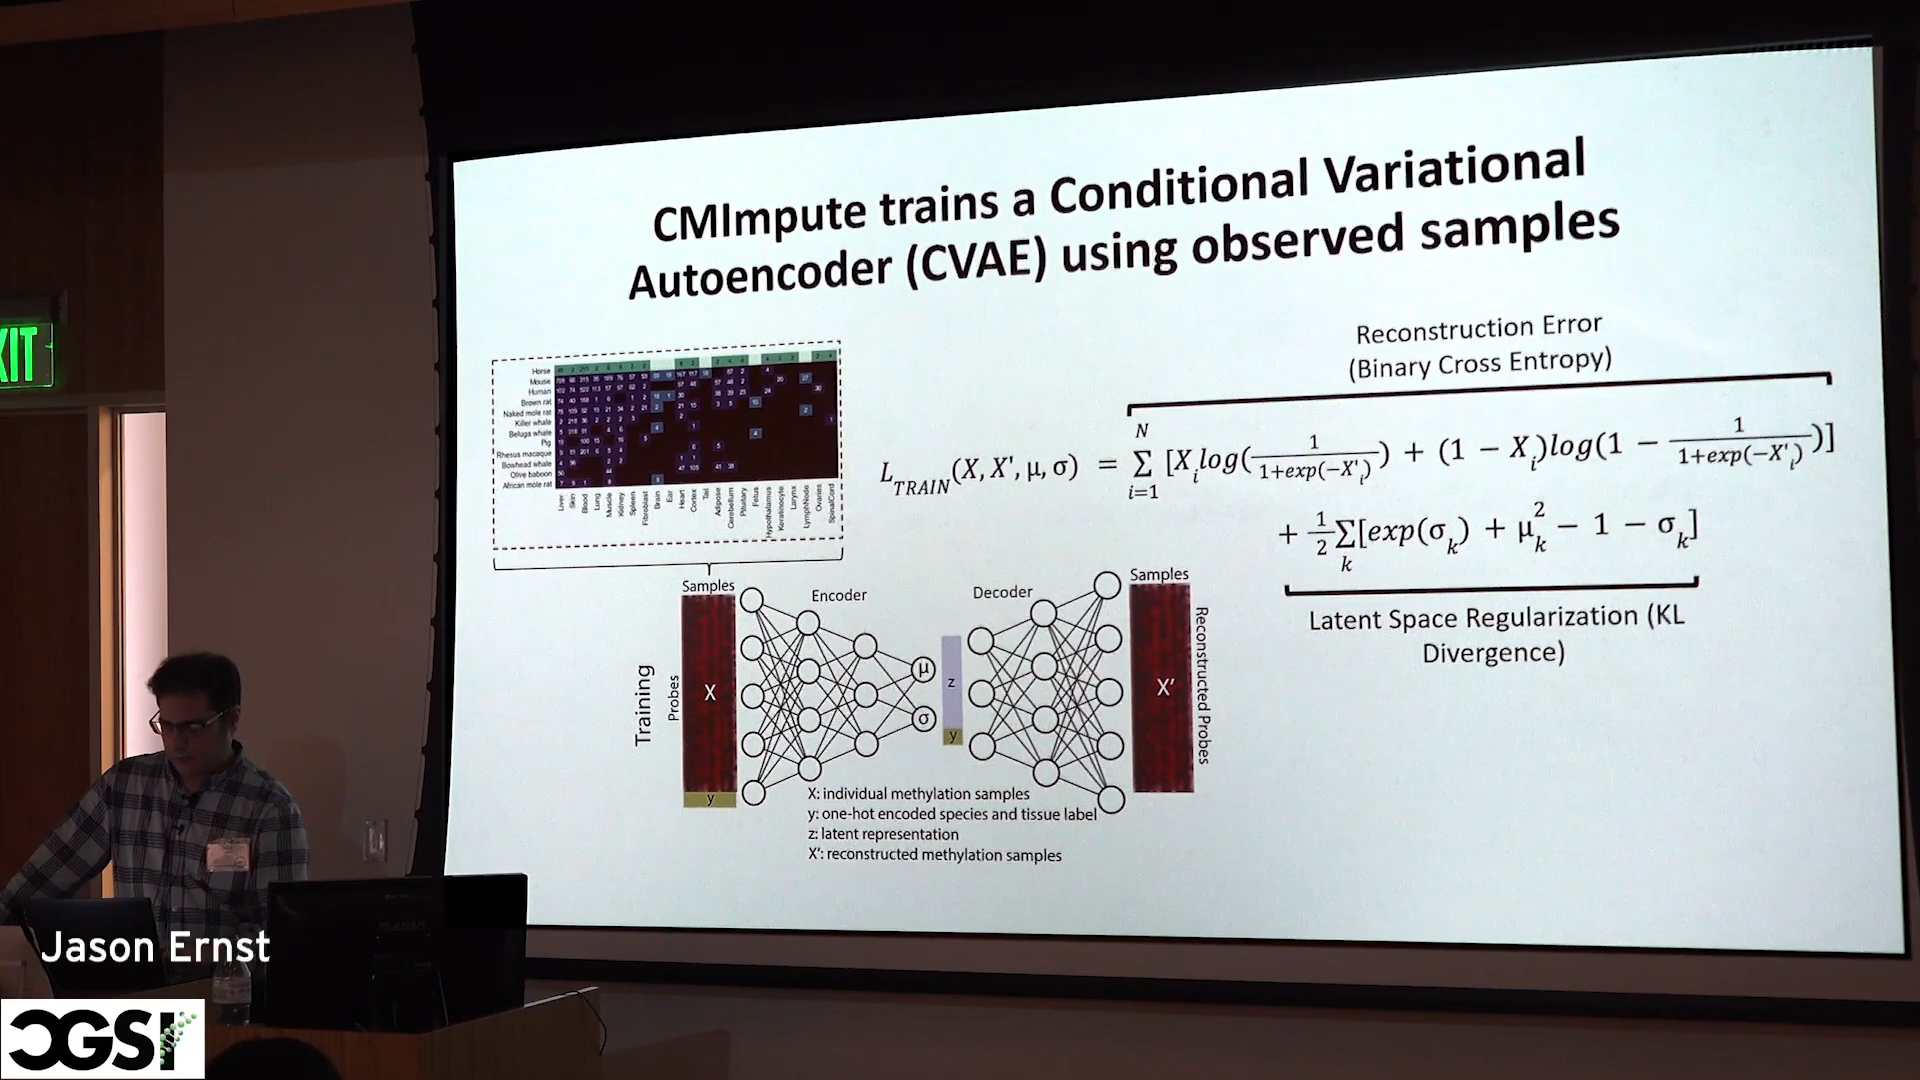 EXIT
CMImpute trains a Conditional Variational
Autoencoder (CVAE) using observed samples
Horse
Mouse
Human
Brown rat
Naked mole rat
Killer whale
Beluga whale
Pig
Rhesus macaque
Bowhead whale
Olive baboon
African mole rat
Liver
Skin
Blood
Lung
Muscle
Kidney
Spleen
Fibroblast
Brain
Ear
Heart
Cortex
Tail
Adipose
Cerebellum
Pituitary
Fetus
Hypothalamus
Keratinocyte
Larynx
LymphNode
Ovaries
SpinalCord
Reconstruction Error
(Binary Cross Entropy)
L_TRAIN(X, X', μ, σ) = Σ_{i=1}^{N} [X_i log(1/(1+exp(−X'_i))) + (1 − X_i)log(1 − 1/(1+exp(−X'_i)))]
+ 1/2 Σ_k [exp(σ_k) + μ_k^2 − 1 − σ_k]
Latent Space Regularization (KL
Divergence)
Training
Probes
Samples
X
y
Encoder
μ
σ
z
y
Decoder
Samples
X'
Reconstructed Probes
X: individual methylation samples
y: one-hot encoded species and tissue label
z: latent representation
X': reconstructed methylation samples
Jason Ernst
CGSI